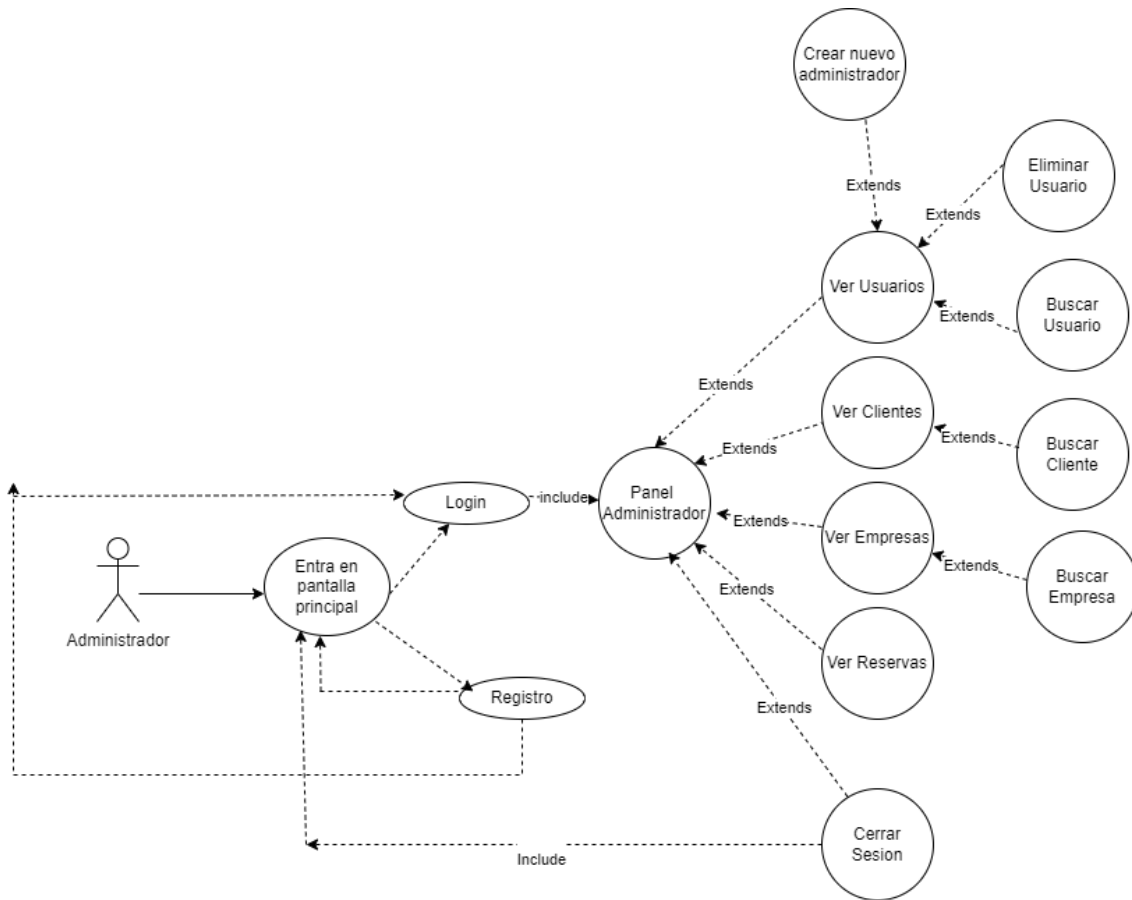 Crear nuevo
administrador
Eliminar
Usuario
Extends
Extends
Ver Usuarios
Extends
Buscar
Usuario
Extends
Ver Clientes
Extends
Extends
Buscar
Cliente
Login
include
Panel
Administrador
Extends
Ver Empresas
Extends
Buscar
Empresa
Entra en
pantalla
principal
Administrador
Extends
Ver Reservas
Registro
Extends
Cerrar
Sesion
Include